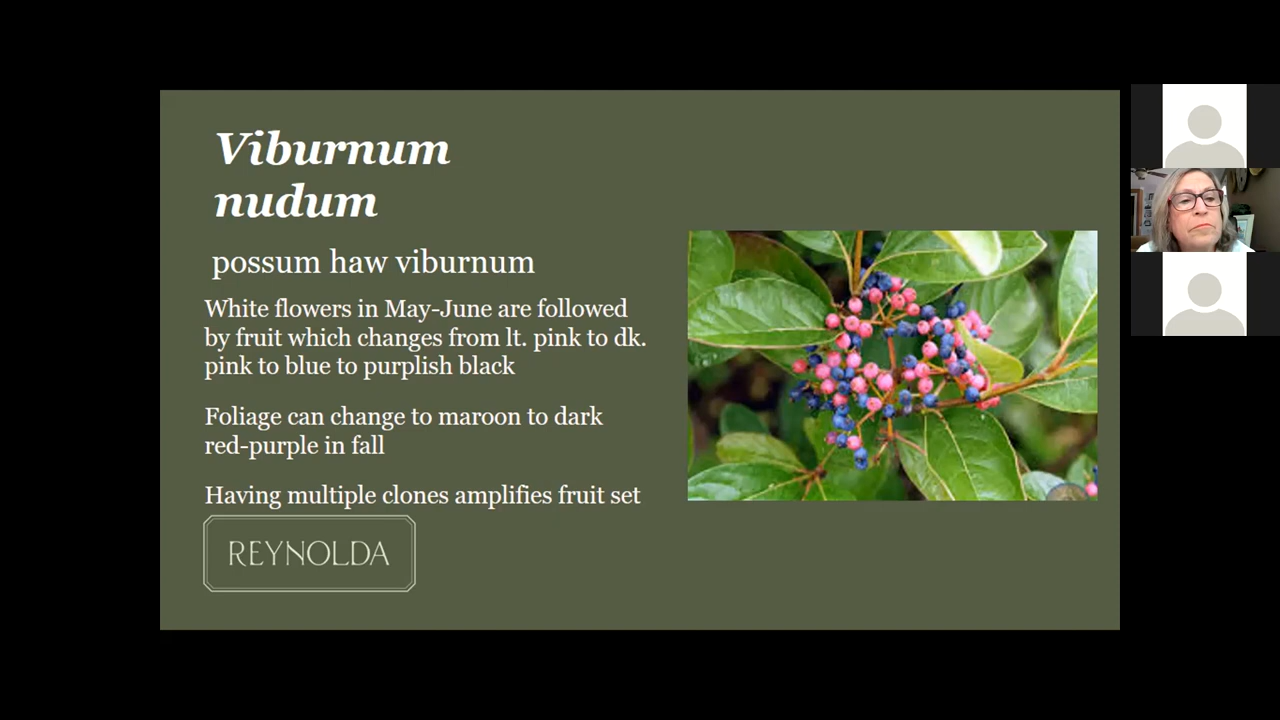 Viburnum
nudum
possum haw viburnum
White flowers in May-June are followed
by fruit which changes from lt. pink to dk.
pink to blue to purplish black
Foliage can change to maroon to dark
red-purple in fall
Having multiple clones amplifies fruit set
REYNOLDA